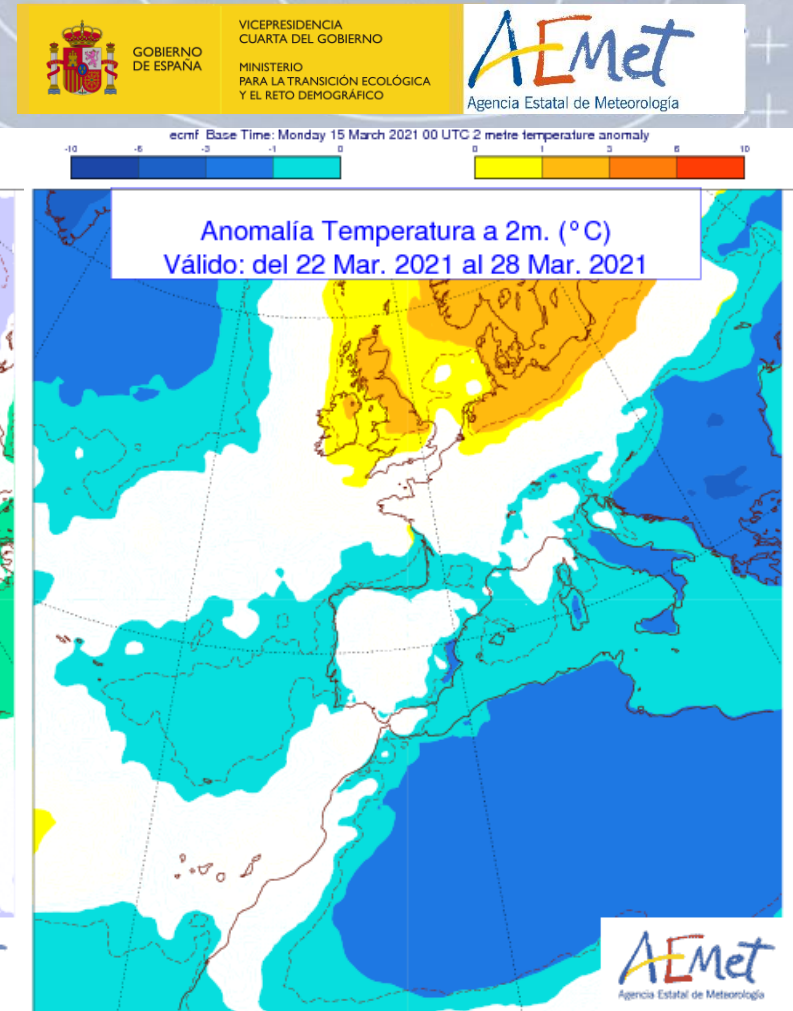 GOBIERNO
DE ESPAÑA
VICEPRESIDENCIA
CUARTA DEL GOBIERNO
MINISTERIO
PARA LA TRANSICIÓN ECOLÓGICA
Y EL RETO DEMOGRÁFICO
AEMet
Agencia Estatal de Meteorología
ecmf Base Time: Monday 15 March 2021 00 UTC 2 metre temperature anomaly
-10 -6 -3 -1 0 0 1 3 6 10
Anomalía Temperatura a 2m. (ºC)
Válido: del 22 Mar. 2021 al 28 Mar. 2021
AEMet
Agencia Estatal de Meteorología